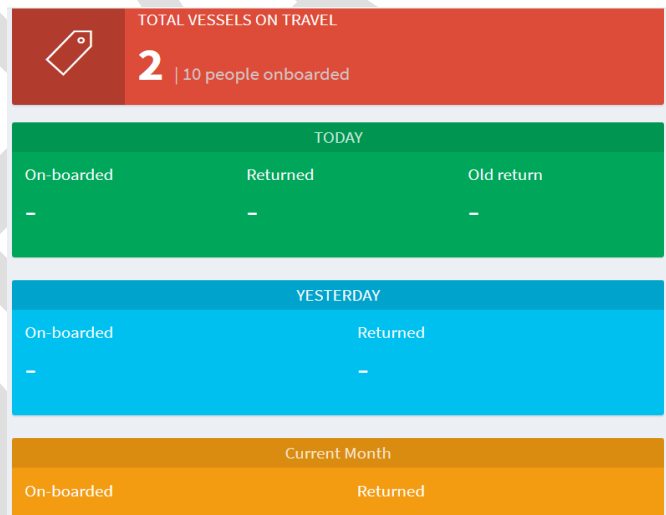 TOTAL VESSELS ON TRAVEL
2 | 10 people onboarded
TODAY
On-boarded Returned Old return
– – –
YESTERDAY
On-boarded Returned
– –
Current Month
On-boarded Returned